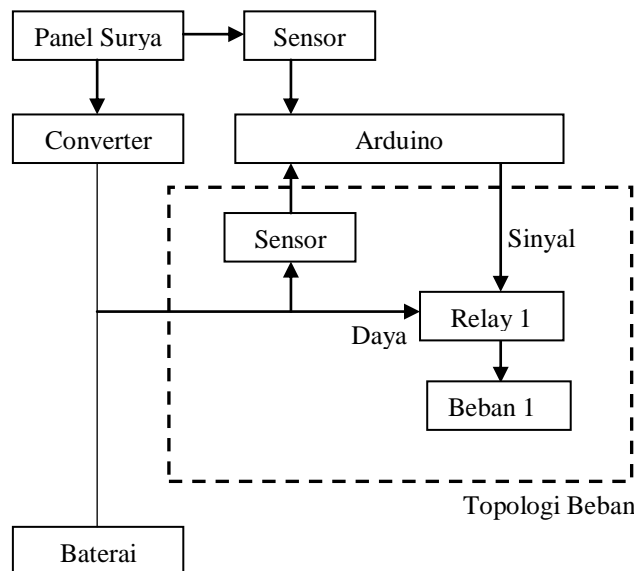 Panel Surya
Sensor
Converter
Arduino
Sensor
Sinyal
Daya
Relay 1
Beban 1
Topologi Beban
Baterai